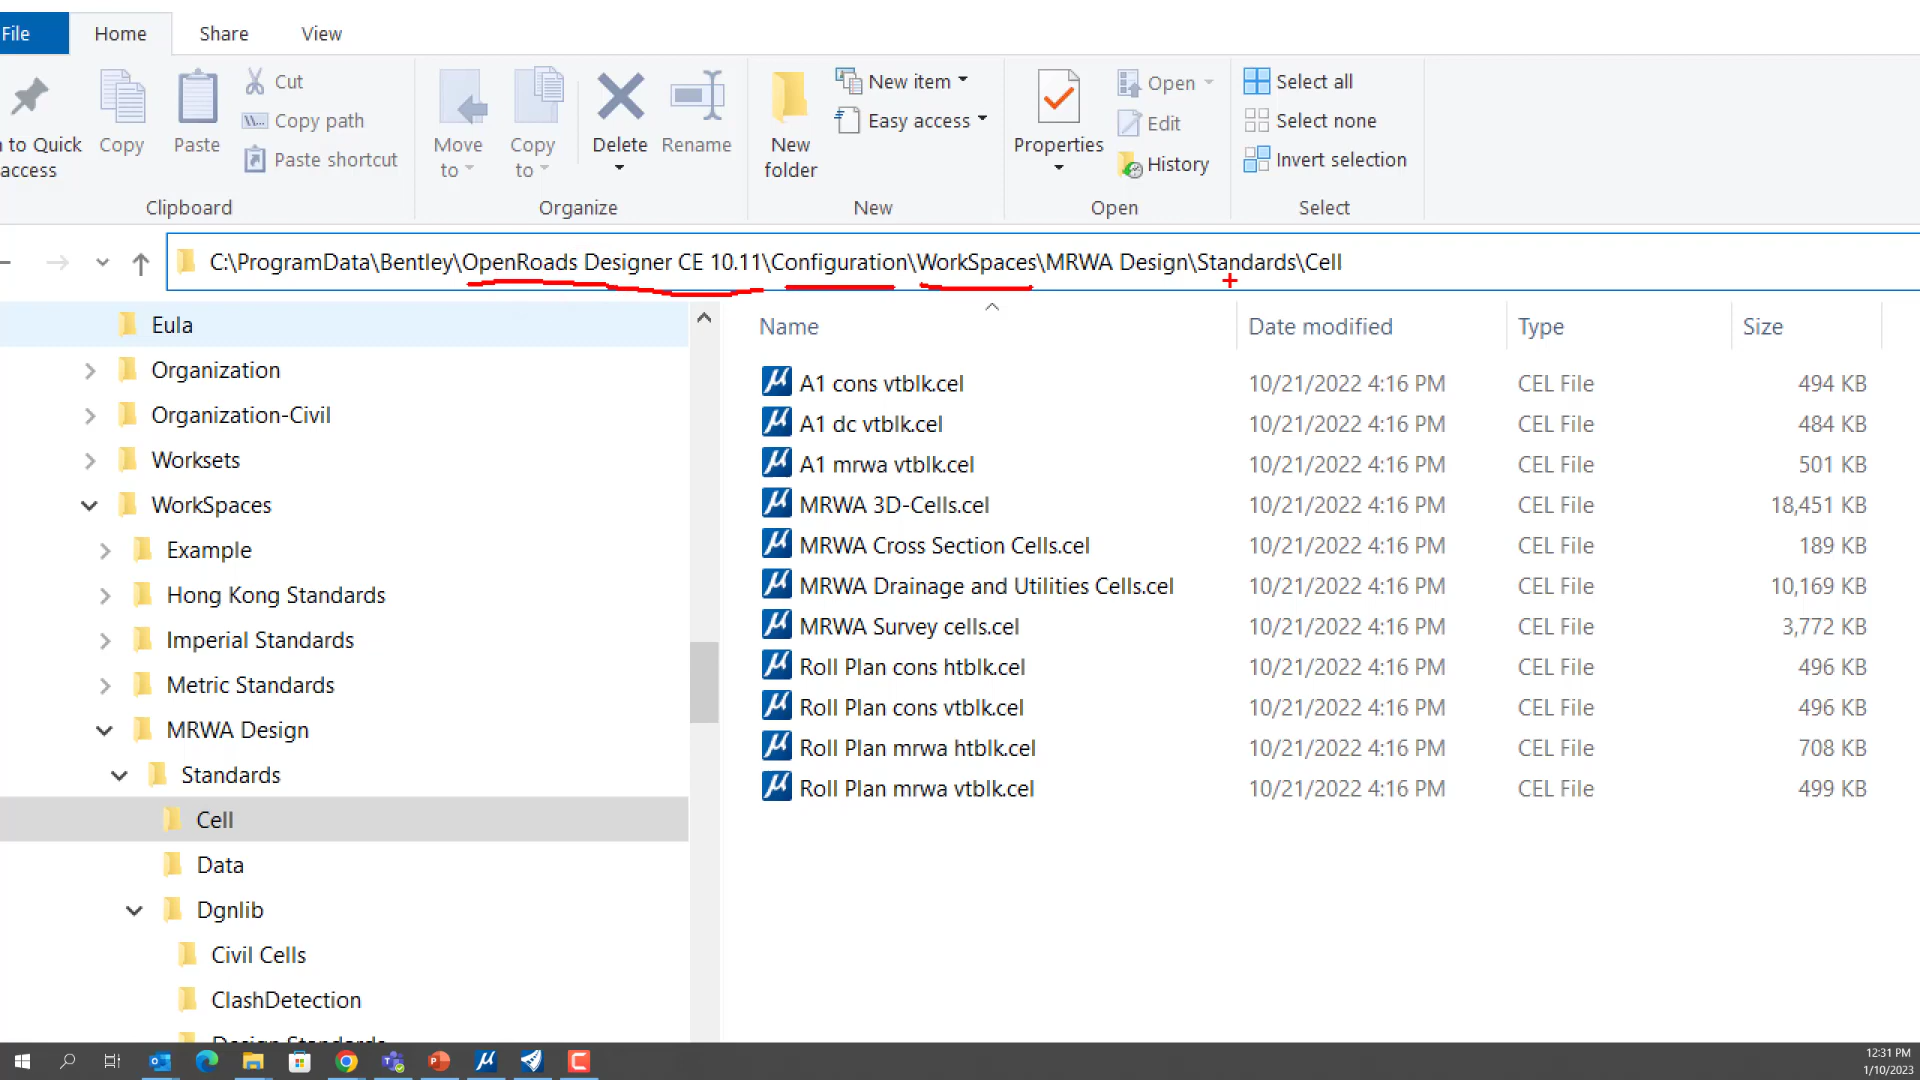 File Home Share View
Cut
Copy path
Paste shortcut
to Quick access
Copy
Paste
Clipboard
Move to
Copy to
Delete
Rename
Organize
New folder
New item
Easy access
New
Properties
Open
Edit
History
Open
Select all
Select none
Invert selection
Select
C:\ProgramData\Bentley\OpenRoads Designer CE 10.11\Configuration\WorkSpaces\MRWA Design\Standards\Cell
Eula
Organization
Organization-Civil
Worksets
WorkSpaces
Example
Hong Kong Standards
Imperial Standards
Metric Standards
MRWA Design
Standards
Cell
Data
Dgnlib
Civil Cells
ClashDetection
Design Standards
Name Date modified Type Size
A1 cons vtblk.cel 10/21/2022 4:16 PM CEL File 494 KB
A1 dc vtblk.cel 10/21/2022 4:16 PM CEL File 484 KB
A1 mrwa vtblk.cel 10/21/2022 4:16 PM CEL File 501 KB
MRWA 3D-Cells.cel 10/21/2022 4:16 PM CEL File 18,451 KB
MRWA Cross Section Cells.cel 10/21/2022 4:16 PM CEL File 189 KB
MRWA Drainage and Utilities Cells.cel 10/21/2022 4:16 PM CEL File 10,169 KB
MRWA Survey cells.cel 10/21/2022 4:16 PM CEL File 3,772 KB
Roll Plan cons htblk.cel 10/21/2022 4:16 PM CEL File 496 KB
Roll Plan cons vtblk.cel 10/21/2022 4:16 PM CEL File 496 KB
Roll Plan mrwa htblk.cel 10/21/2022 4:16 PM CEL File 708 KB
Roll Plan mrwa vtblk.cel 10/21/2022 4:16 PM CEL File 499 KB
12:31 PM
1/10/2023